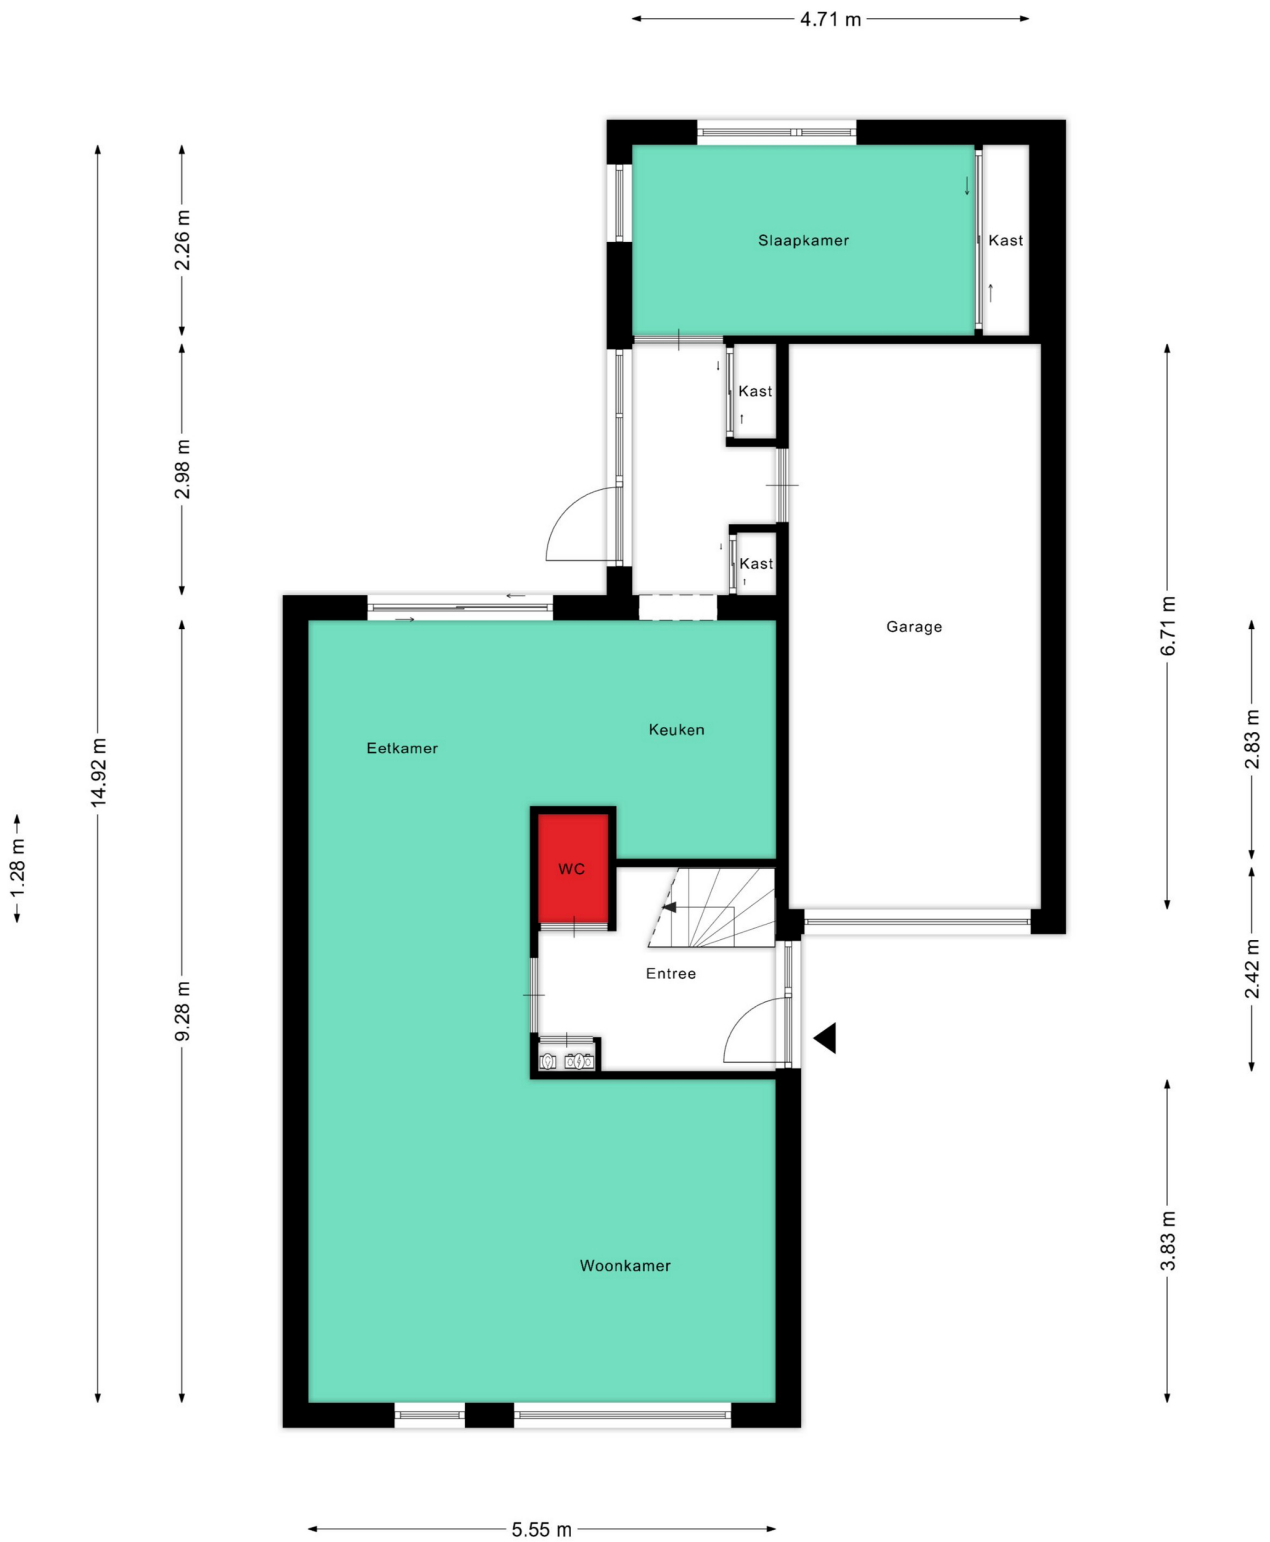 4.71 m
2.26 m
Slaapkamer
Kast
2.98 m
Kast
Kast
Garage
6.71 m
14.92 m
Eetkamer
Keuken
2.83 m
1.28 m
WC
Entree
2.42 m
9.28 m
3.83 m
Woonkamer
5.55 m